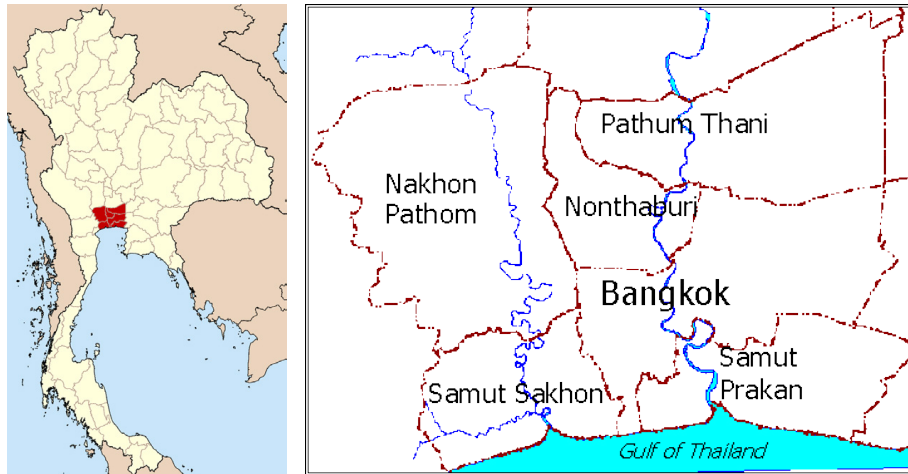 Pathum Thani
Nakhon
Pathom
Nonthaburi
Bangkok
Samut
Prakan
Samut Sakhon
Gulf of Thailand